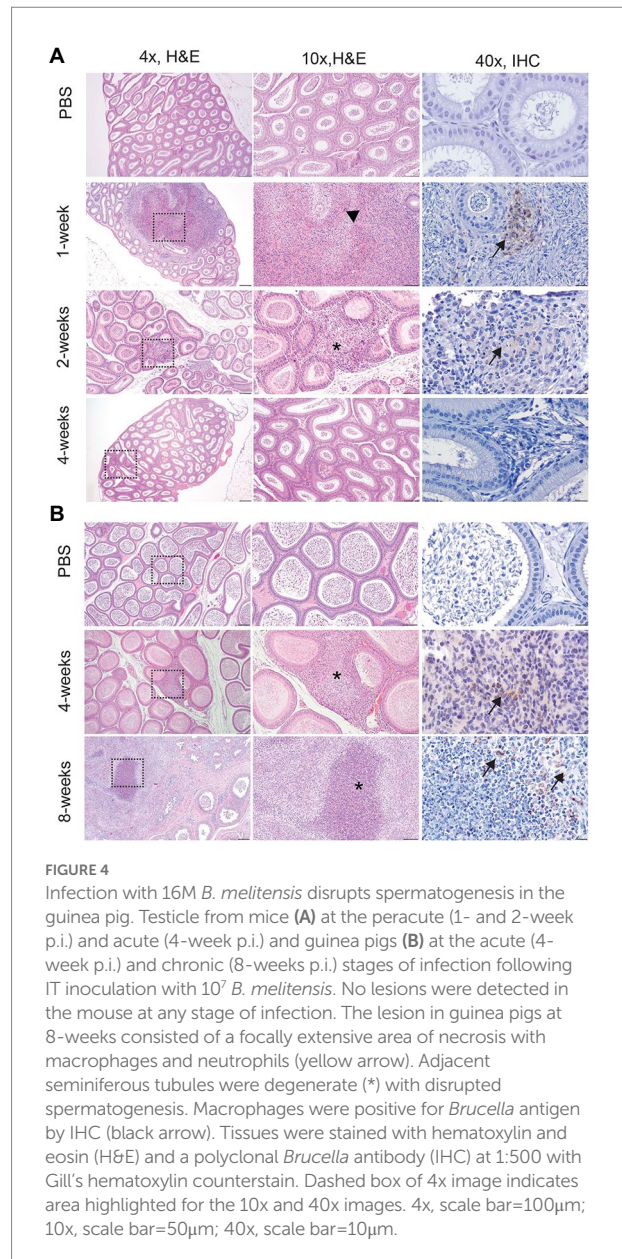 A
4x, H&E
10x,H&E
40x, IHC
PBS
1-week
2-weeks
4-weeks
*
B
PBS
4-weeks
*
8-weeks
*
FIGURE 4
Infection with 16M B. melitensis disrupts spermatogenesis in the
guinea pig. Testicle from mice (A) at the peracute (1- and 2-week
p.i.) and acute (4-week p.i.) and guinea pigs (B) at the acute (4-
week p.i.) and chronic (8-weeks p.i.) stages of infection following
IT inoculation with 10⁷ B. melitensis. No lesions were detected in
the mouse at any stage of infection. The lesion in guinea pigs at
8-weeks consisted of a focally extensive area of necrosis with
macrophages and neutrophils (yellow arrow). Adjacent
seminiferous tubules were degenerate (*) with disrupted
spermatogenesis. Macrophages were positive for Brucella antigen
by IHC (black arrow). Tissues were stained with hematoxylin and
eosin (H&E) and a polyclonal Brucella antibody (IHC) at 1:500 with
Gill's hematoxylin counterstain. Dashed box of 4x image indicates
area highlighted for the 10x and 40x images. 4x, scale bar=100μm;
10x, scale bar=50μm; 40x, scale bar=10μm.